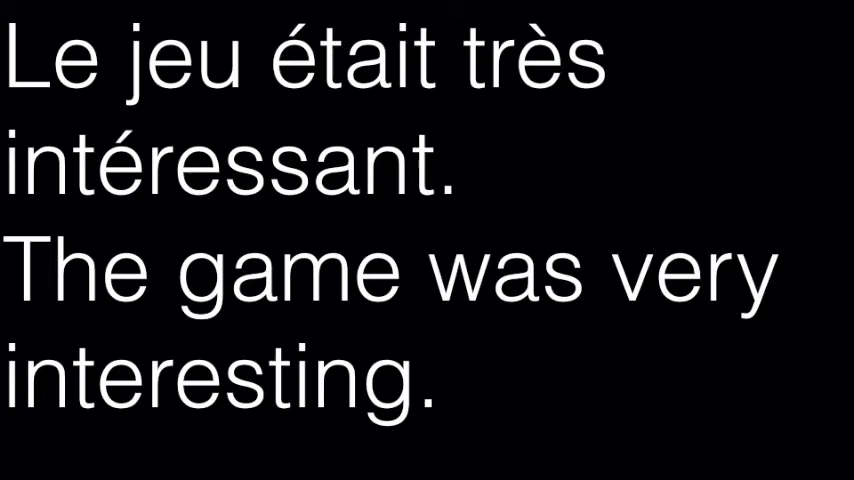 Le jeu était très
intéressant.
The game was very
interesting.